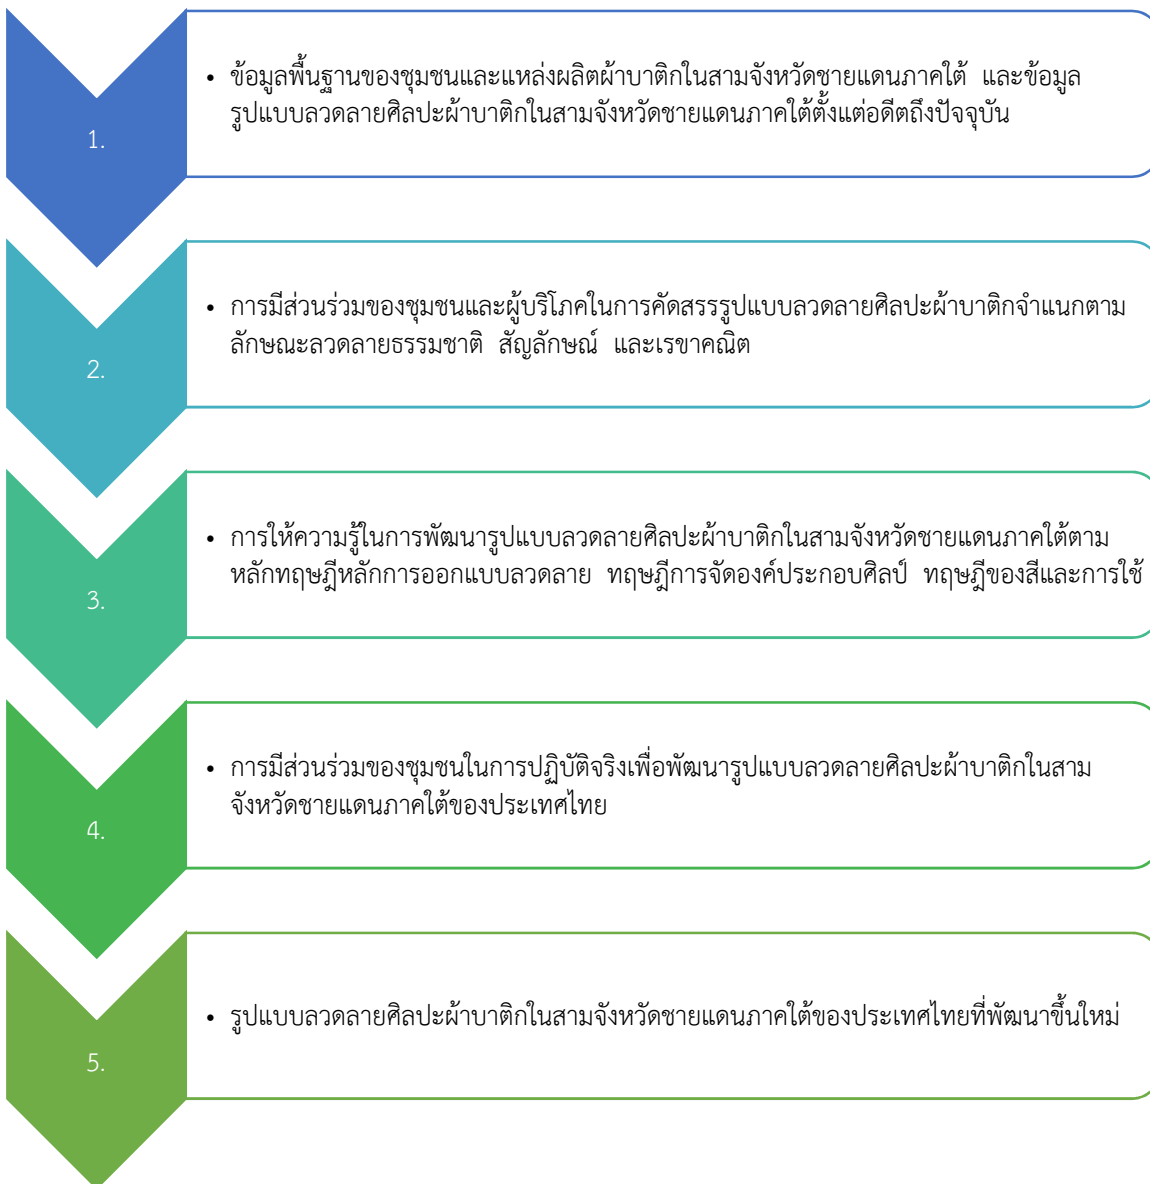 1.
• ข้อมูลพื้นฐานของชุมชนและแหล่งผลิตผ้าบาติกในสามจังหวัดชายแดนภาคใต้ และข้อมูล
รูปแบบลวดลายศิลปะผ้าบาติกในสามจังหวัดชายแดนภาคใต้ตั้งแต่อดีตถึงปัจจุบัน
2.
• การมีส่วนร่วมของชุมชนและผู้บริโภคในการคัดสรรรูปแบบลวดลายศิลปะผ้าบาติกจำแนกตาม
ลักษณะลวดลายธรรมชาติ สัญลักษณ์ และเรขาคณิต
3.
• การให้ความรู้ในการพัฒนารูปแบบลวดลายศิลปะผ้าบาติกในสามจังหวัดชายแดนภาคใต้ตาม
หลักทฤษฎีหลักการออกแบบลวดลาย ทฤษฎีการจัดองค์ประกอบศิลป์ ทฤษฎีของสีและการใช้
4.
• การมีส่วนร่วมของชุมชนในการปฏิบัติจริงเพื่อพัฒนารูปแบบลวดลายศิลปะผ้าบาติกในสาม
จังหวัดชายแดนภาคใต้ของประเทศไทย
5.
• รูปแบบลวดลายศิลปะผ้าบาติกในสามจังหวัดชายแดนภาคใต้ของประเทศไทยที่พัฒนาขึ้นใหม่